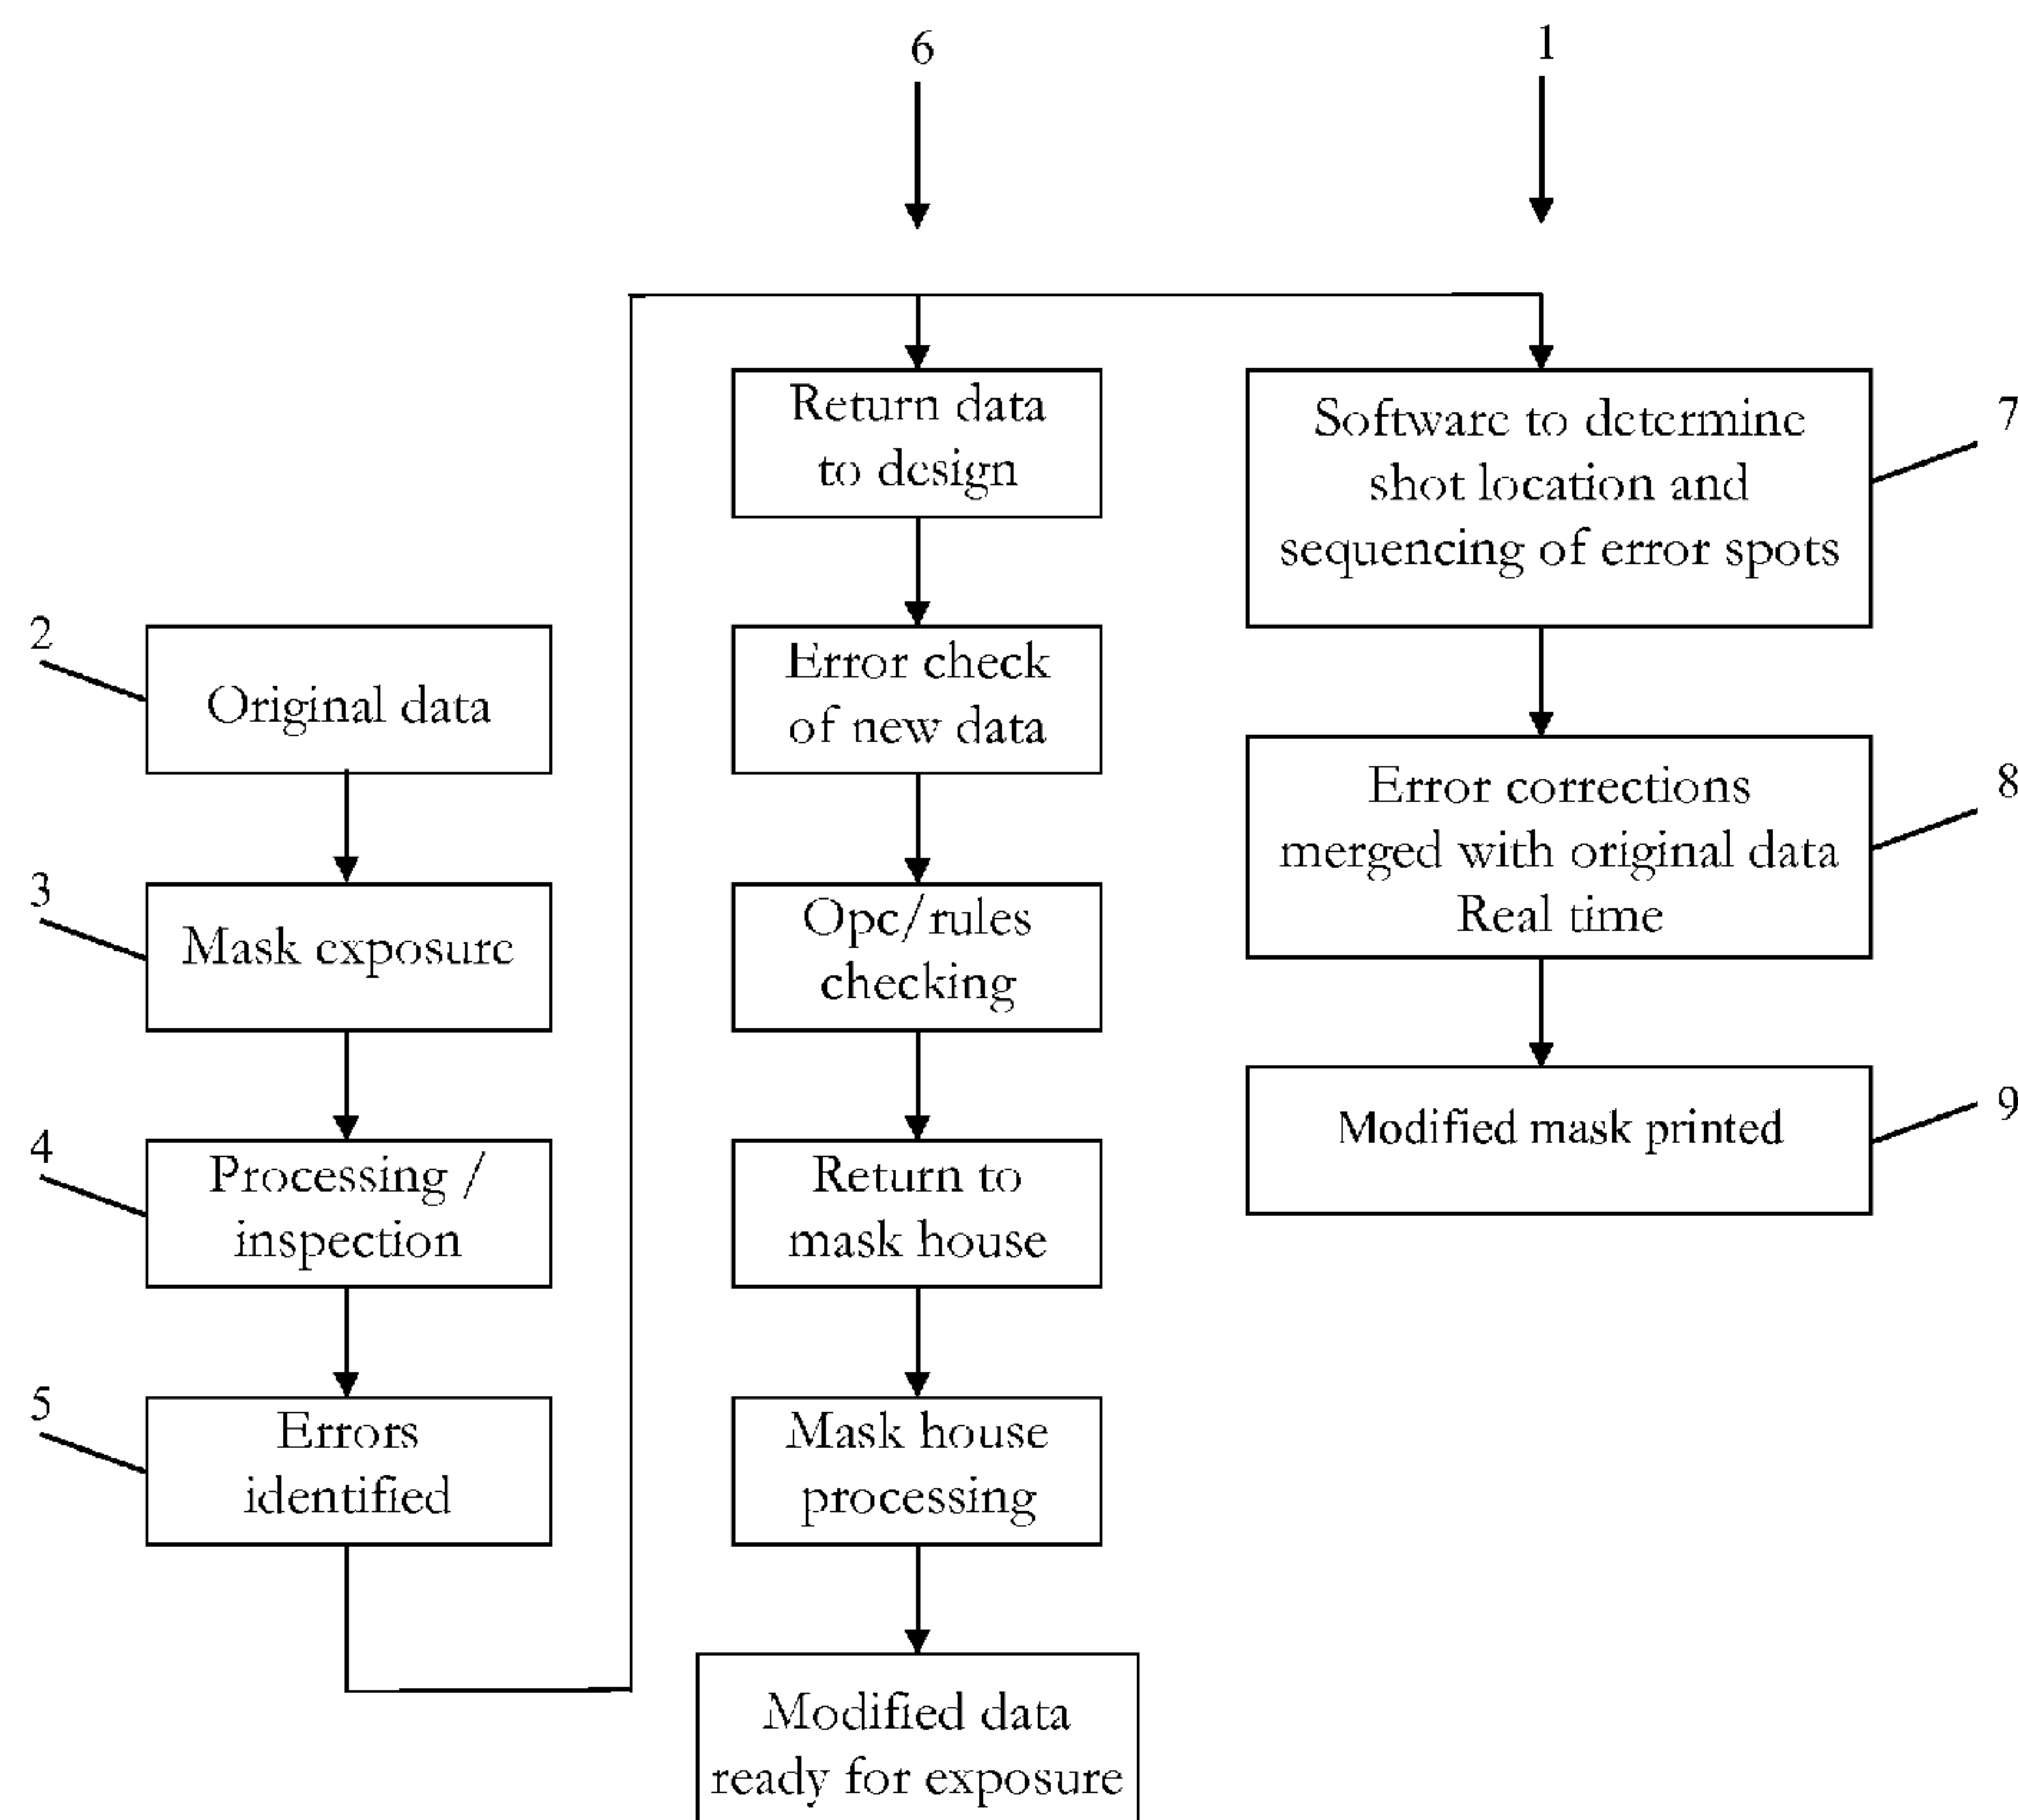 6
1
2
Original data
3
Mask exposure
4
Processing /
inspection
5
Errors
identified
Return data
to design
Error check
of new data
Opc/rules
checking
Return to
mask house
Mask house
processing
Modified data
ready for exposure
Software to determine
shot location and
sequencing of error spots
7
Error corrections
merged with original data
Real time
8
Modified mask printed
9